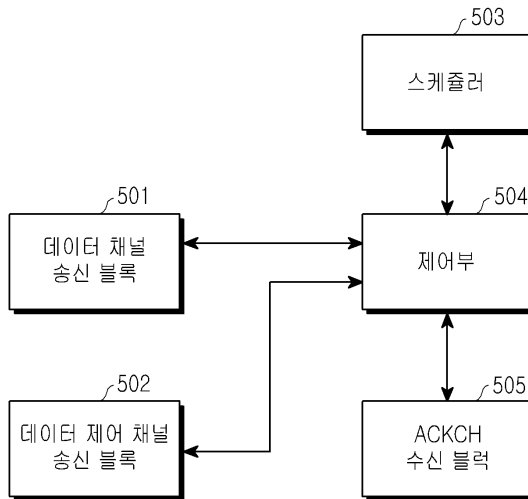 503
스케쥴러
501
데이터 채널
송신 블록
504
제어부
502
데이터 제어 채널
송신 블록
505
ACKCH
수신 블럭